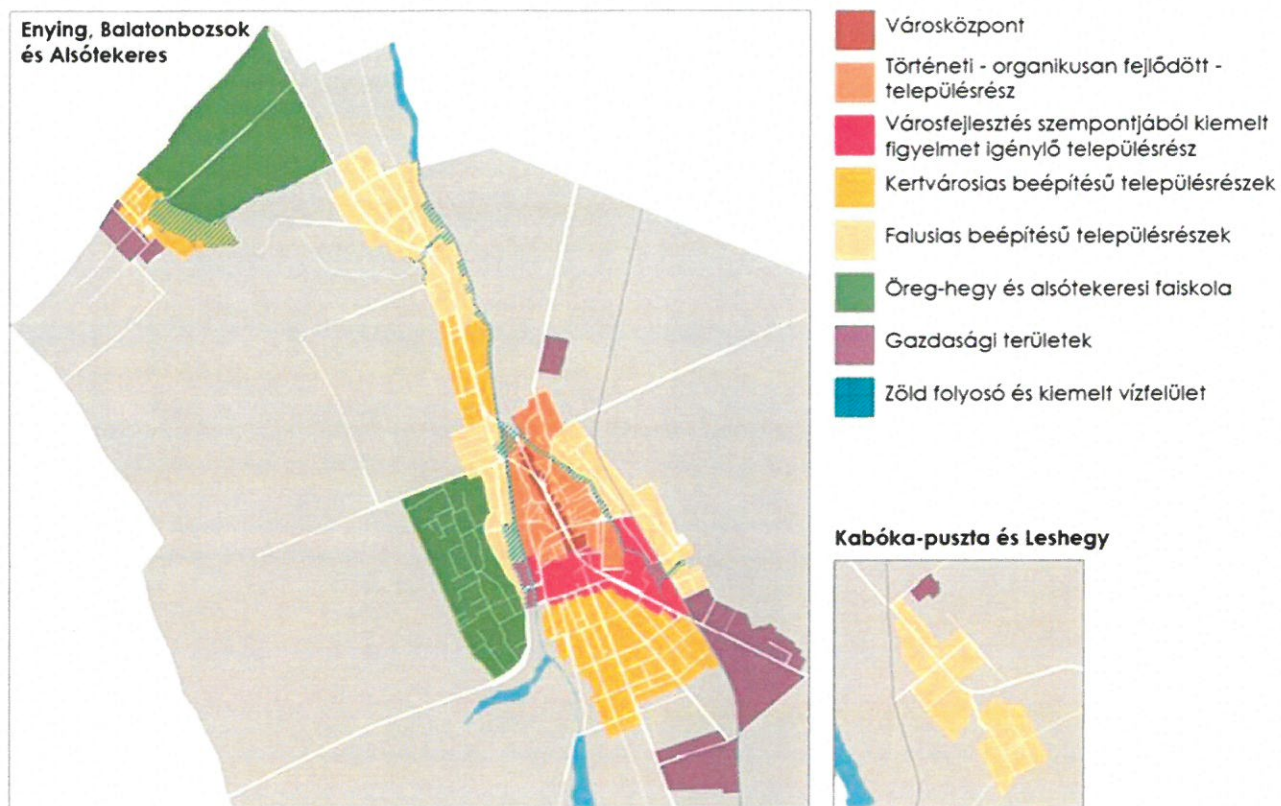 Enying, Balatonbozsok
és Alsótekeres
Városközpont
Történeti - organikusan fejlődött -
településrész
Városfejlesztés szempontjából kiemelt
figyelmet igénylő településrész
Kertvárosias beépítésű településrészek
Falusias beépítésű településrészek
Öreg-hegy és alsótekeresi faiskola
Gazdasági területek
Zöld folyosó és kiemelt vízfelület
Kabóka-puszta és Leshegy